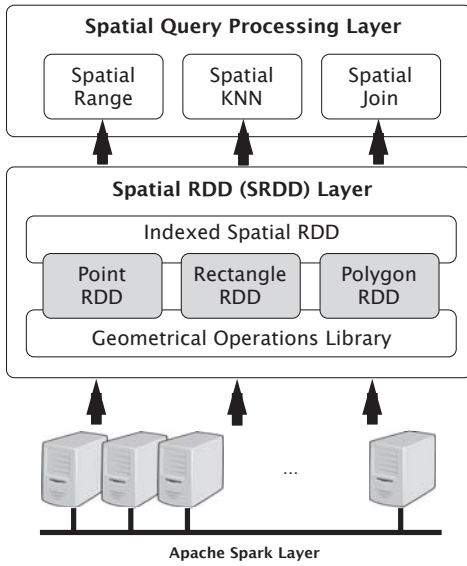 Spatial Query Processing Layer
Spatial
Range
Spatial
KNN
Spatial
Join
Spatial RDD (SRDD) Layer
Indexed Spatial RDD
Point
RDD
Rectangle
RDD
Polygon
RDD
Geometrical Operations Library
...
Apache Spark Layer